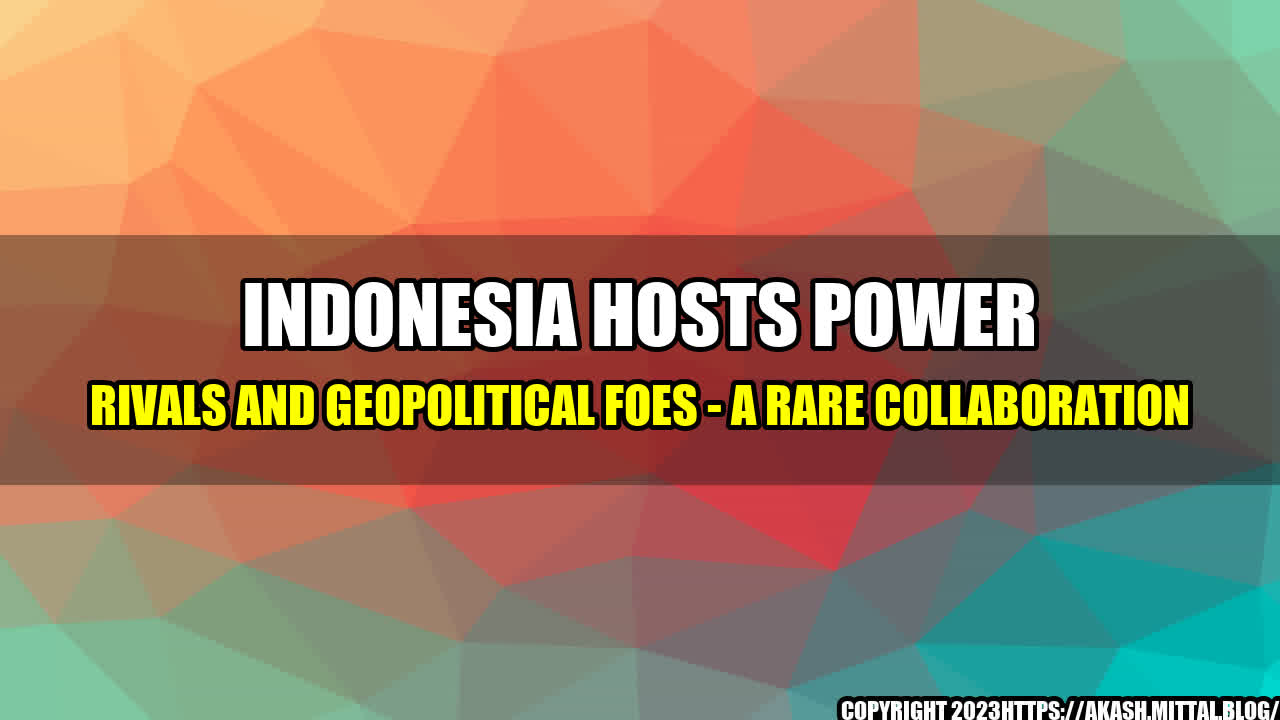 INDONESIA HOSTS POWER
RIVALS AND GEOPOLITICAL FOES - A RARE COLLABORATION
COPYRIGHT 2023HTTPS://AKASH.MITTAL.BLOG/